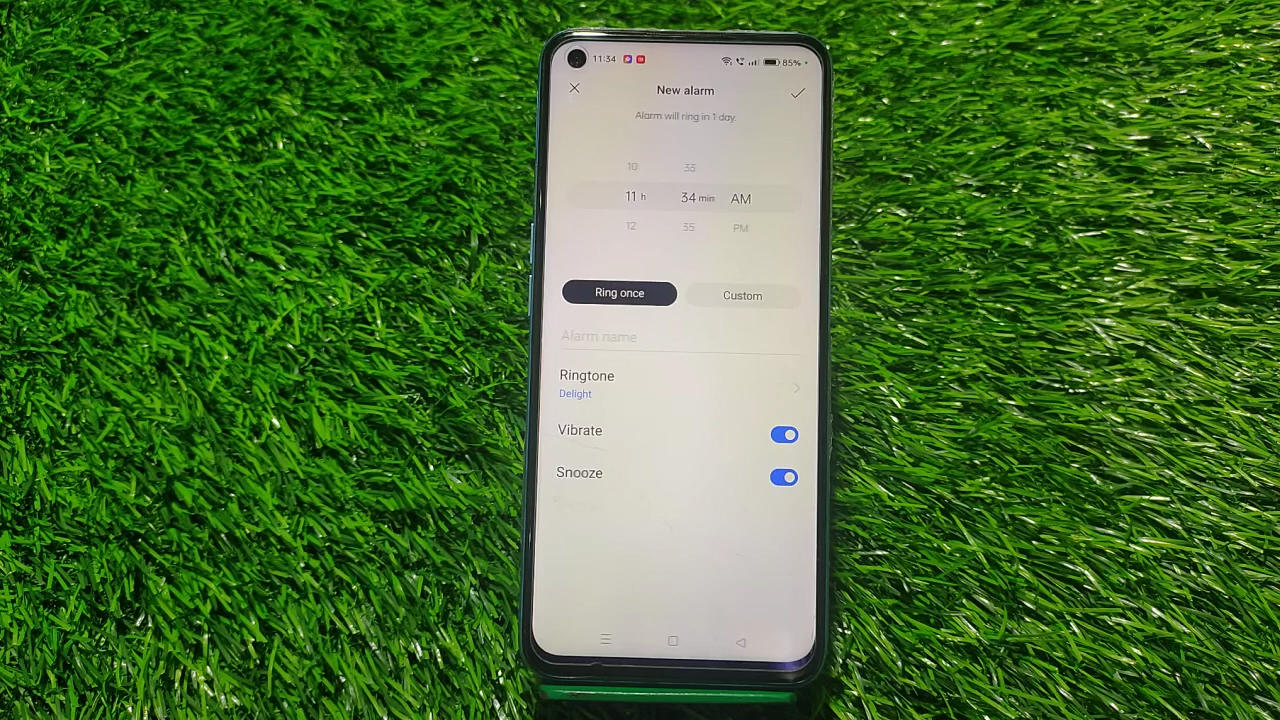 11:34 85%
New alarm
Alarm will ring in 1 day.
10 33
11 h 34 min AM
12 35 PM
Ring once Custom
Alarm name
Ringtone
Delight
Vibrate
Snooze